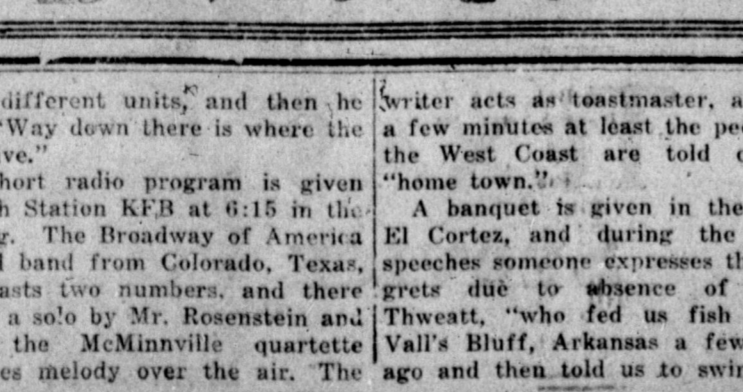 different units, and then he
"Way down there is where the
ve."
hort radio program is given
h Station KFB at 6:15 in the
g. The Broadway of America
l band from Colorado, Texas,
asts two numbers, and there
a solo by Mr. Rosenstein and
the McMinnville quartette
es melody over the air. The
writer acts as toastmaster, a
a few minutes at least the pe
the West Coast are told o
"home town."
A banquet is given in the
El Cortez, and during the
speeches someone expresses th
grets due to absence of
Thweatt, "who fed us fish
Vall's Bluff, Arkansas a few
ago and then told us to swin